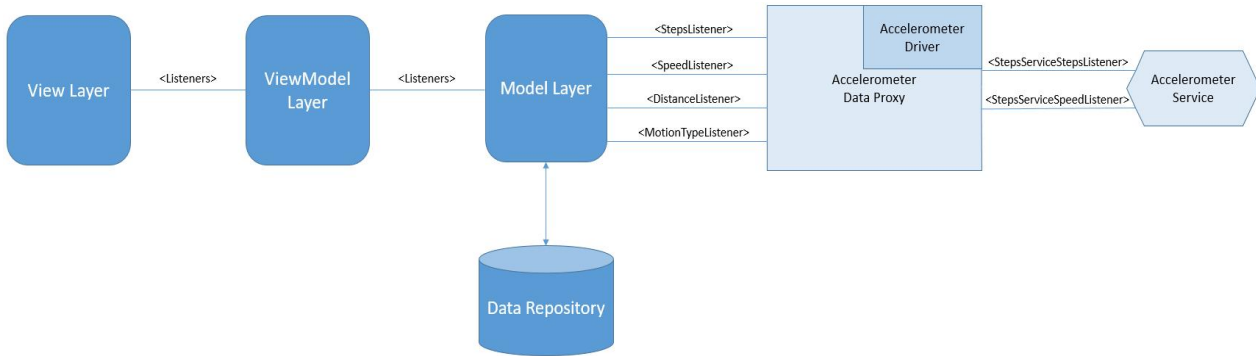 View Layer
<Listeners>
ViewModel
Layer
<Listeners>
Model Layer
<StepsListener>
<SpeedListener>
<DistanceListener>
<MotionTypeListener>
Accelerometer
Driver
Accelerometer
Data Proxy
<StepsServiceStepsListener>
<StepsServiceSpeedListener>
Accelerometer
Service
Data Repository